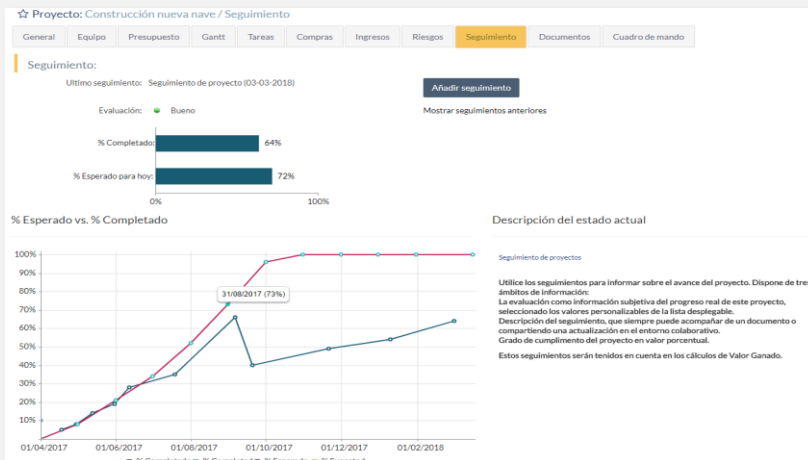 Proyecto: Construcción nueva nave / Seguimiento
General Equipo Presupuesto Gantt Tareas Compras Ingresos Riesgos Seguimiento Documentos Cuadro de mando
Seguimiento:
Ultimo seguimiento: Seguimiento de proyecto (03-03-2018)
Añadir seguimiento
Evaluación: Bueno
Mostrar seguimientos anteriores
% Completado: 64%
% Esperado para hoy: 72%
0% 100%
% Esperado vs. % Completado
100%
90%
80%
70%
60%
50%
40%
30%
20%
10%
31/08/2017 (73%)
01/04/2017 01/06/2017 01/08/2017 01/10/2017 01/12/2017 01/02/2018
Descripción del estado actual
Seguimiento de proyectos
Utilice los seguimientos para informar sobre el avance del proyecto. Dispone de tres
ámbitos de información:
La evaluación como información subjetiva del progreso real de este proyecto,
seleccionado los valores personalizables de la lista desplegable.
Descripción del seguimiento, que siempre puede acompañar de un documento o
compartiendo una actualización en el entorno colaborativo.
Grado de cumplimento del proyecto en valor porcentual.
Estos seguimientos serán tenidos en cuenta en los cálculos de Valor Ganado.